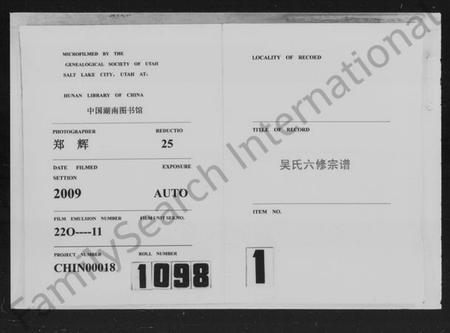 MICROFILMED BY THE
GENEALOGICAL SOCIETY OF UTAH
SALT LAKE CITY, UTAH AT:
HUNAN LIBRARY OF CHINA
中国湖南图书馆
PHOTOGRAPHER REDUCTIO
郑 辉 25
DATE FILMED EXPOSURE
SETTION
2009 AUTO
FILM EMULSION NUMBER FILM UNIT SER.NO.
22O----11
PROJECT NUMBER ROLL NUMBER
CHIN00018 1098
LOCALITY OF RECORD
TITLE OF RECORD
吴氏六修宗谱
ITEM NO.
1
FamilySearch International